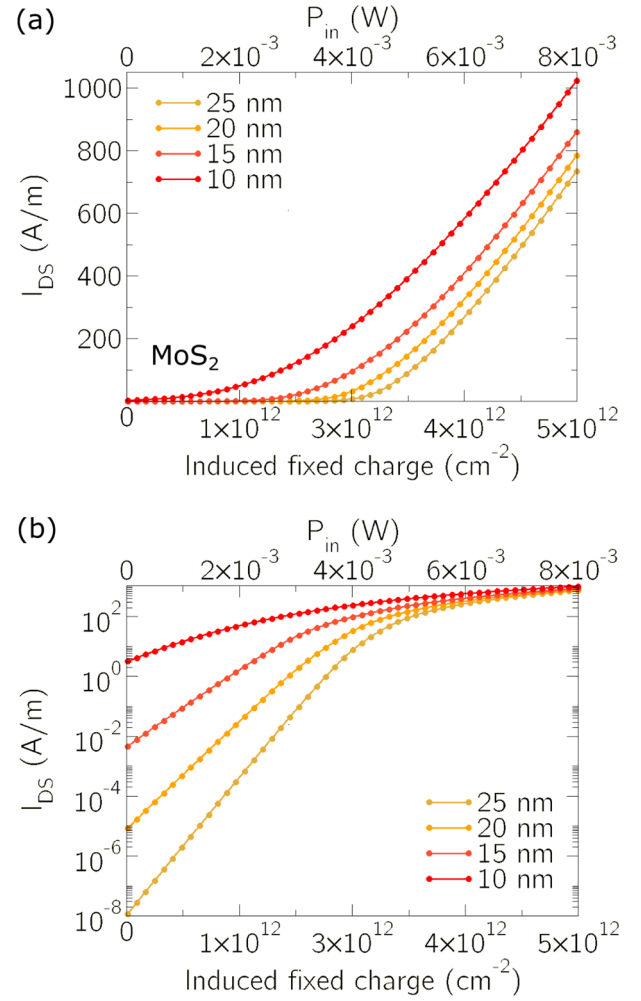 (a)
P_in (W)
0 2×10^-3 4×10^-3 6×10^-3 8×10^-3
1000
800
600
400
200
I_DS (A/m)
25 nm
20 nm
15 nm
10 nm
MoS_2
0 1×10^12 3×10^12 4×10^12 5×10^12
Induced fixed charge (cm^-2)
(b)
P_in (W)
0 2×10^-3 4×10^-3 6×10^-3 8×10^-3
10^2
10^0
10^-2
10^-4
10^-6
10^-8
I_DS (A/m)
25 nm
20 nm
15 nm
10 nm
0 1×10^12 3×10^12 4×10^12 5×10^12
Induced fixed charge (cm^-2)